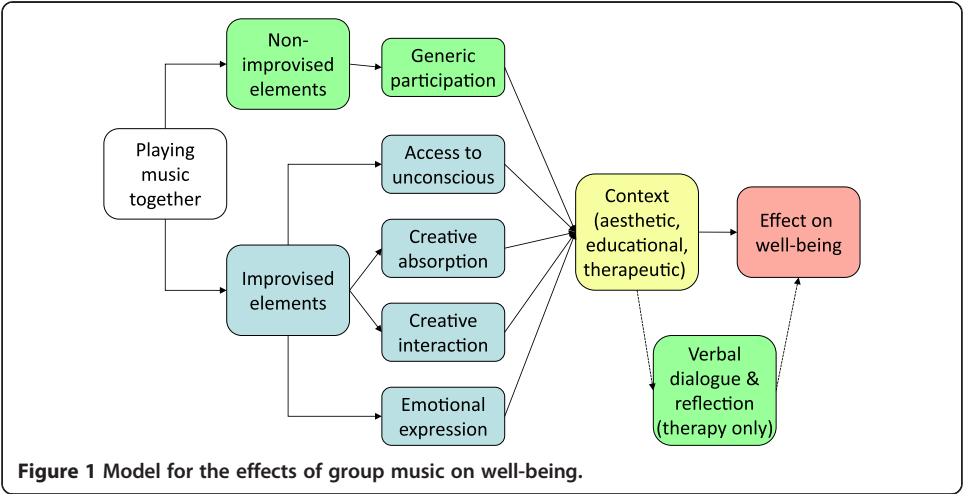 Non-
improvised
elements
Generic
participation
Playing
music
together
Access to
unconscious
Creative
absorption
Improvised
elements
Creative
interaction
Emotional
expression
Context
(aesthetic,
educational,
therapeutic)
Effect on
well-being
Verbal
dialogue &
reflection
(therapy only)
Figure 1 Model for the effects of group music on well-being.